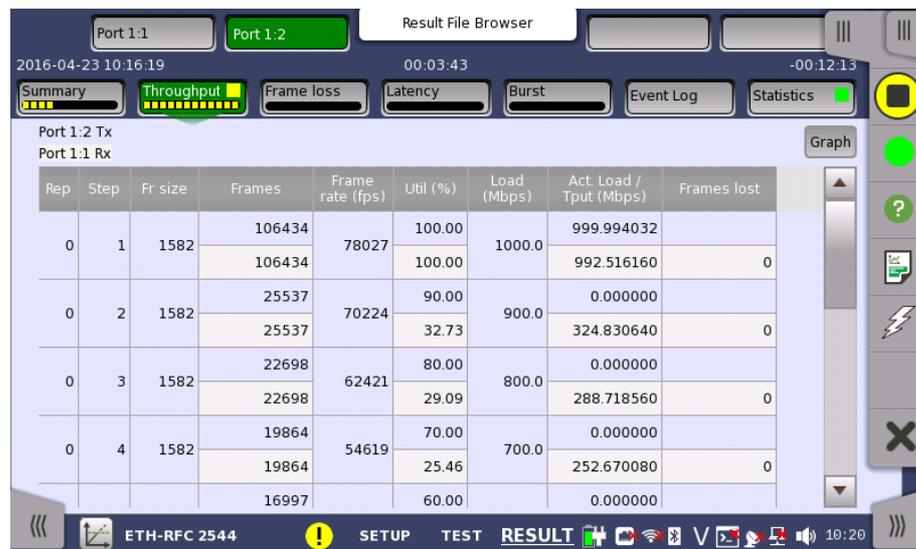 Result File Browser
Port 1:1
Port 1:2
2016-04-23 10:16:19 00:03:43 -00:12:13
Summary Throughput Frame loss Latency Burst Event Log Statistics
Port 1:2 Tx
Port 1:1 Rx
Graph
Rep Step Fr size Frames Frame rate (fps) Util (%) Load (Mbps) Act. Load / Tput (Mbps) Frames lost
106434 100.00 999.994032
0 1 1582 78027 1000.0
106434 100.00 992.516160 0
25537 90.00 0.000000
0 2 1582 70224 900.0
25537 32.73 324.830640 0
22698 80.00 0.000000
0 3 1582 62421 800.0
22698 29.09 288.718560 0
19864 70.00 0.000000
0 4 1582 54619 700.0
19864 25.46 252.670080 0
16997 60.00 0.000000
ETH-RFC 2544 ! SETUP TEST RESULT V 10:20